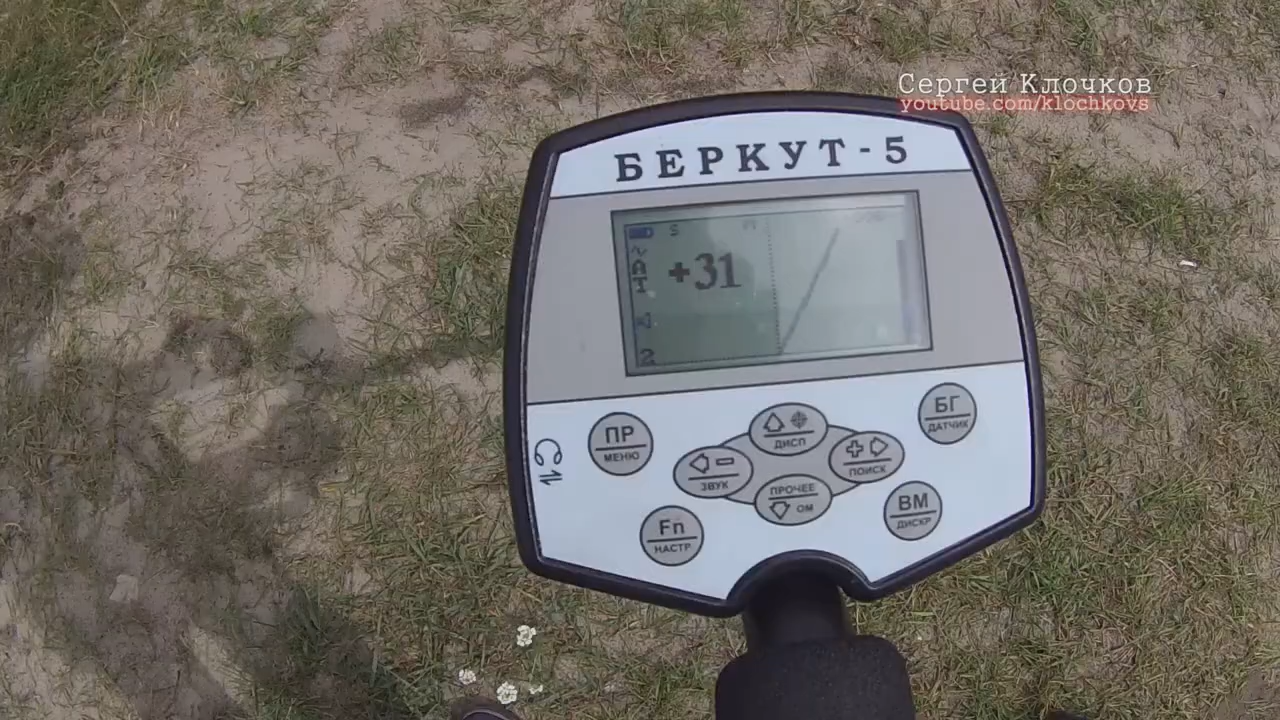 Сергей Клочков
youtube.com/klochkovs
БЕРКУТ-5
S
+31
А
Т
2
ПР
МЕНЮ
ДИСП
БГ
ДАТЧИК
ЗВУК
ПОИСК
ПРОЧЕЕ
ОМ
Fn
НАСТР
ВМ
ДИСКР